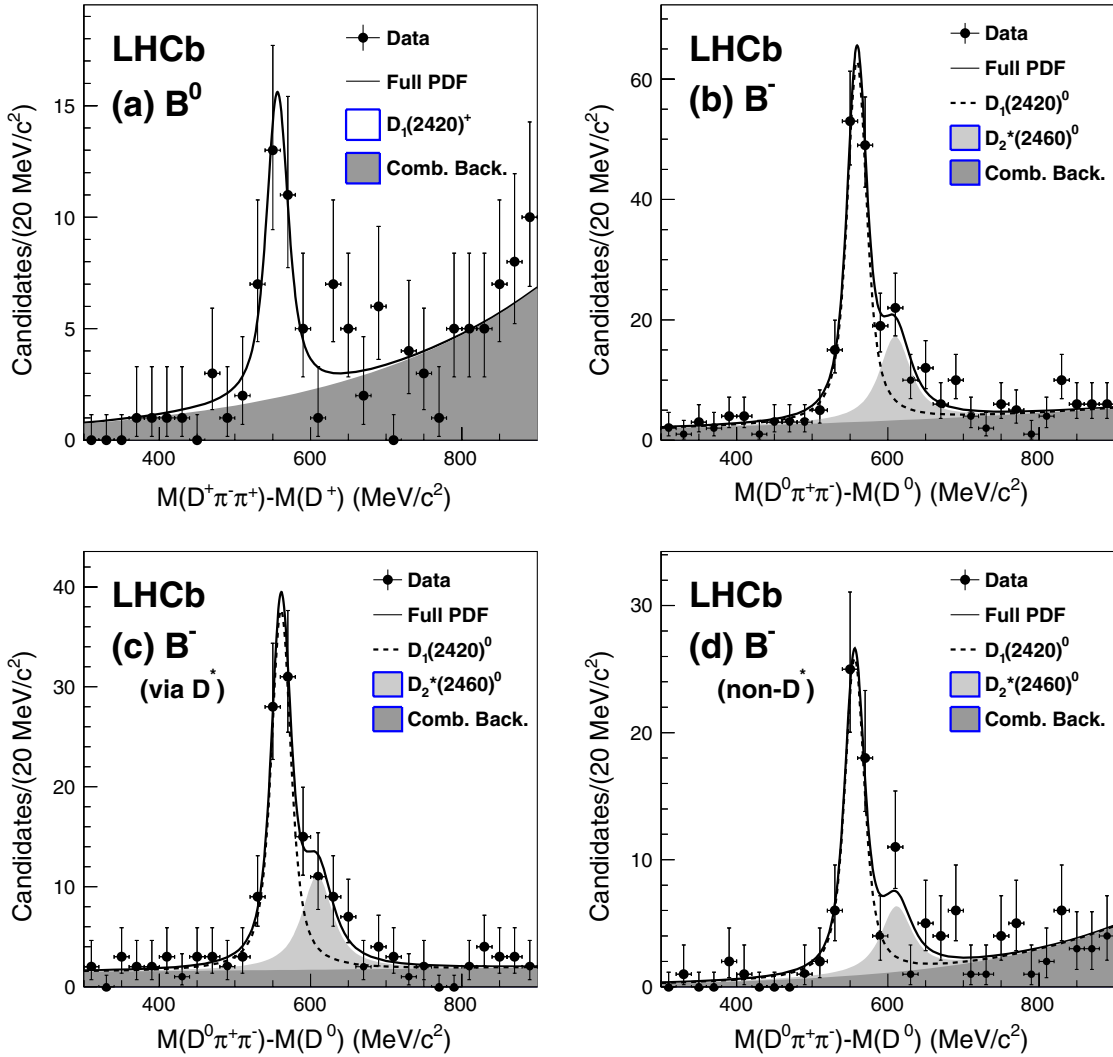 LHCb
(a) B⁰
Data
Full PDF
D₁(2420)⁺
Comb. Back.
Candidates/(20 MeV/c²)
0
5
10
15
400
600
800
M(D⁺π⁻π⁺)-M(D⁺) (MeV/c²)
LHCb
(b) B⁻
Data
Full PDF
D₁(2420)⁰
D₂*(2460)⁰
Comb. Back.
Candidates/(20 MeV/c²)
0
20
40
60
400
600
800
M(D⁰π⁺π⁻)-M(D⁰) (MeV/c²)
LHCb
(c) B⁻
(via D*)
Data
Full PDF
D₁(2420)⁰
D₂*(2460)⁰
Comb. Back.
Candidates/(20 MeV/c²)
0
10
20
30
40
400
600
800
M(D⁰π⁺π⁻)-M(D⁰) (MeV/c²)
LHCb
(d) B⁻
(non-D*)
Data
Full PDF
D₁(2420)⁰
D₂*(2460)⁰
Comb. Back.
Candidates/(20 MeV/c²)
0
10
20
30
400
600
800
M(D⁰π⁺π⁻)-M(D⁰) (MeV/c²)